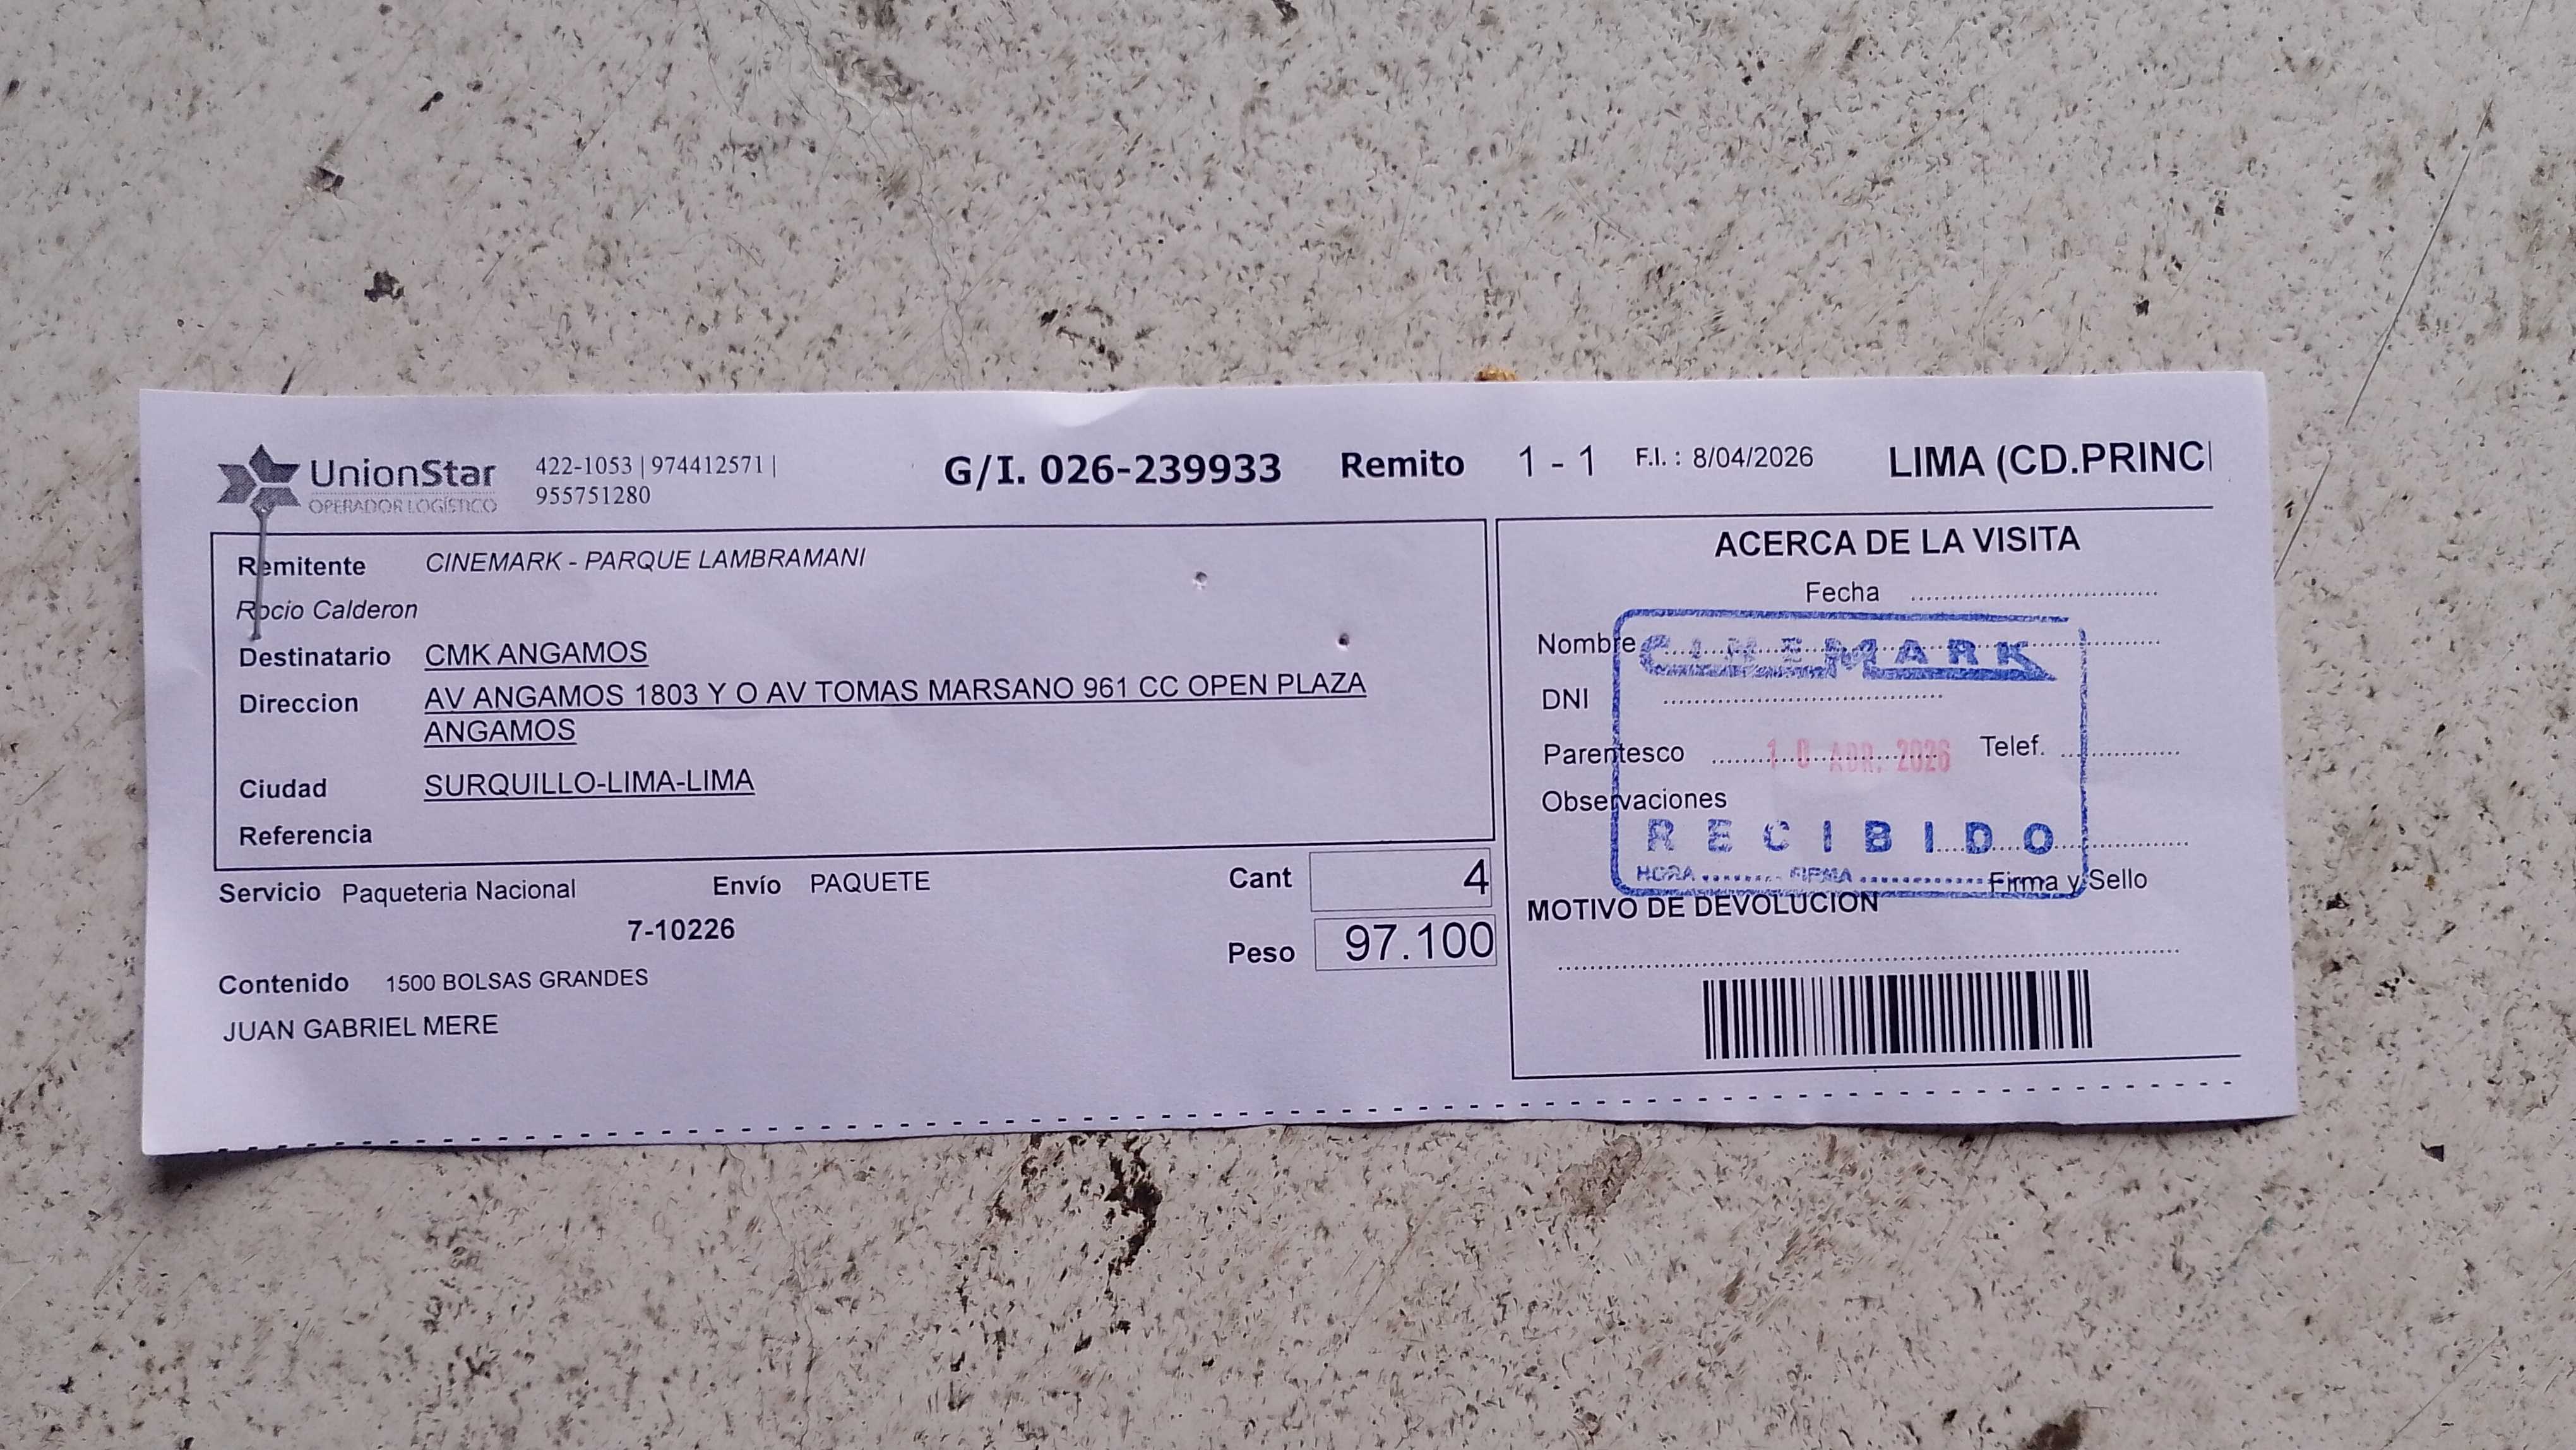 UnionStar
OPERADOR LOGÍSTICO
422-1053 | 974412571 |
955751280
G/I. 026-239933 Remito 1 - 1 F.I. : 8/04/2026 LIMA (CD.PRINCI
Remitente CINEMARK - PARQUE LAMBRAMANI
Rocio Calderon
Destinatario CMK ANGAMOS
Direccion AV ANGAMOS 1803 Y O AV TOMAS MARSANO 961 CC OPEN PLAZA
ANGAMOS
Ciudad SURQUILLO-LIMA-LIMA
Referencia
Servicio Paqueteria Nacional Envío PAQUETE
7-10226
Cant 4
Peso 97.100
Contenido 1500 BOLSAS GRANDES
JUAN GABRIEL MERE
ACERCA DE LA VISITA
Fecha
Nombre
CINEMARK
DNI
Parentesco Telef.
10 ABR. 2026
Observaciones
RECIBIDO
HORA FIRMA
Firma y Sello
MOTIVO DE DEVOLUCION